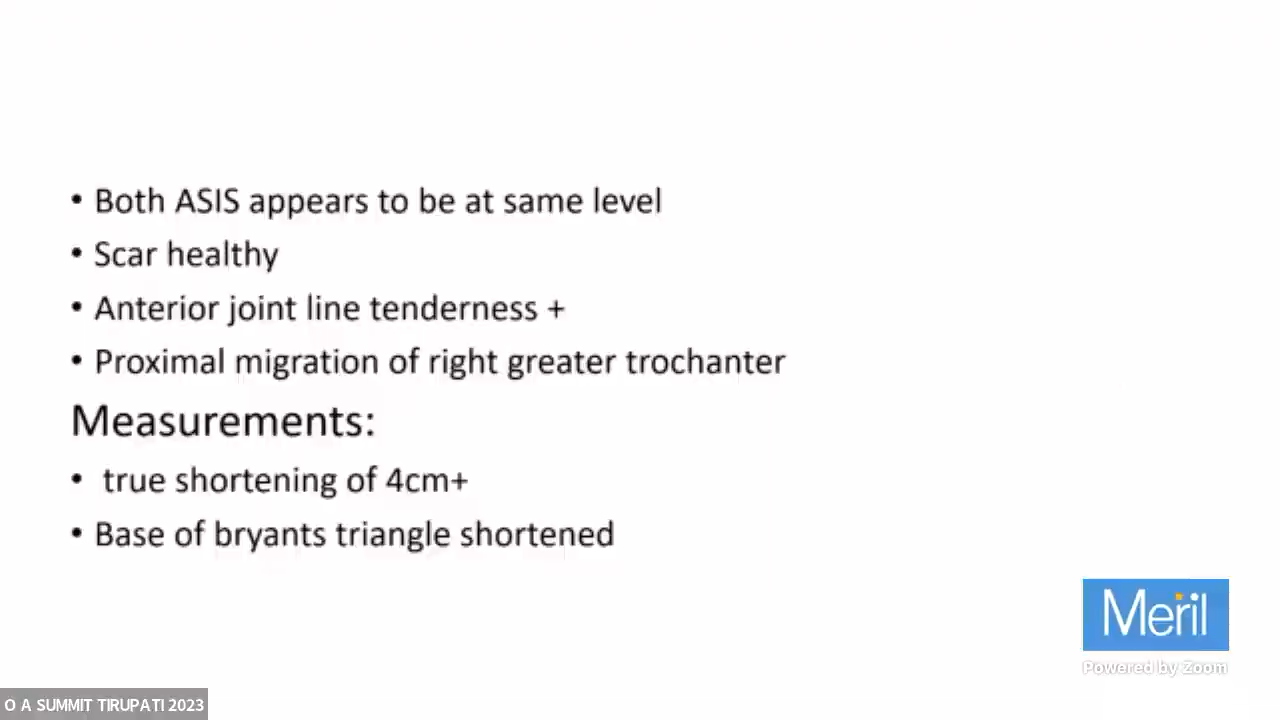 • Both ASIS appears to be at same level
• Scar healthy
• Anterior joint line tenderness +
• Proximal migration of right greater trochanter
Measurements:
• true shortening of 4cm+
• Base of bryants triangle shortened
Meril
Powered by Zoom
O A SUMMIT TIRUPATI 2023